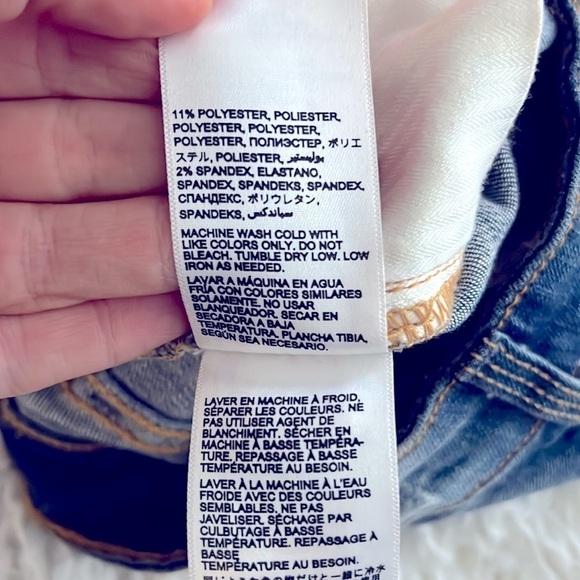 11% POLYESTER, POLIESTER,
POLYESTER, POLYESTER,
POLYESTER, ПОЛИЭСТЕР, ポリエ
ステル, POLIESTER, بوليستر
2% SPANDEX, ELASTANO,
SPANDEX, SPANDEKS, SPANDEX,
СПАНДЕКС, ポリウレタン,
SPANDEKS, سباندكس
MACHINE WASH COLD WITH
LIKE COLORS ONLY. DO NOT
BLEACH. TUMBLE DRY LOW. LOW
IRON AS NEEDED.
LAVAR A MÁQUINA EN AGUA
FRÍA CON COLORES SIMILARES
SOLAMENTE. NO USAR
BLANQUEADOR. SECAR EN
SECADORA A BAJA
TEMPERATURA. PLANCHA TIBIA,
SEGÚN SEA NECESARIO.
LAVER EN MACHINE À FROID,
SÉPARER LES COULEURS. NE
PAS UTILISER AGENT DE
BLANCHIMENT. SÉCHER EN
MACHINE À BASSE TEMPÉRA-
TURE. REPASSAGE À BASSE
TEMPÉRATURE AU BESOIN.
LAVER À LA MACHINE À L'EAU
FROIDE AVEC DES COULEURS
SEMBLABLES. NE PAS
JAVELISER. SÉCHAGE PAR
CULBUTAGE À BASSE
TEMPÉRATURE. REPASSAGE À
BASSE
TEMPÉRATURE AU BESOIN.